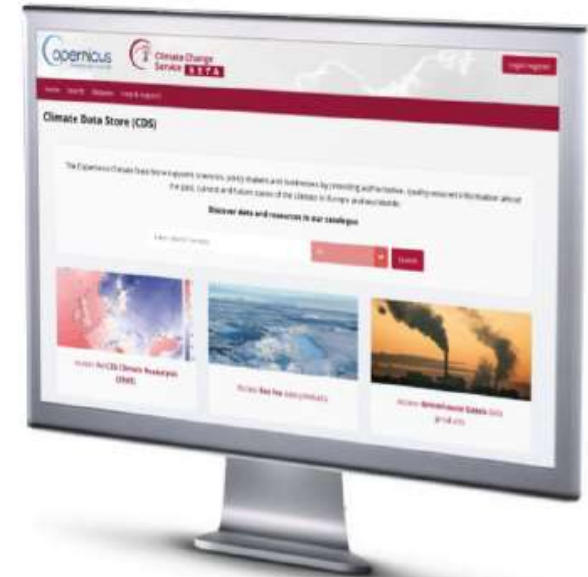 Copernicus
Climate Change
Service BETA
Login/register
Home Search Datasets Help & support
Climate Data Store (CDS)
The Copernicus Climate Data Store supports scientists, policy makers and businesses by providing authoritative, quality-assured information about
the past, current and future states of the climate in Europe and worldwide.
Discover data and resources in our catalogue
Search
Access the C3S Climate Reanalysis
Access Sea Ice data products
Access Greenhouse Gases data
products